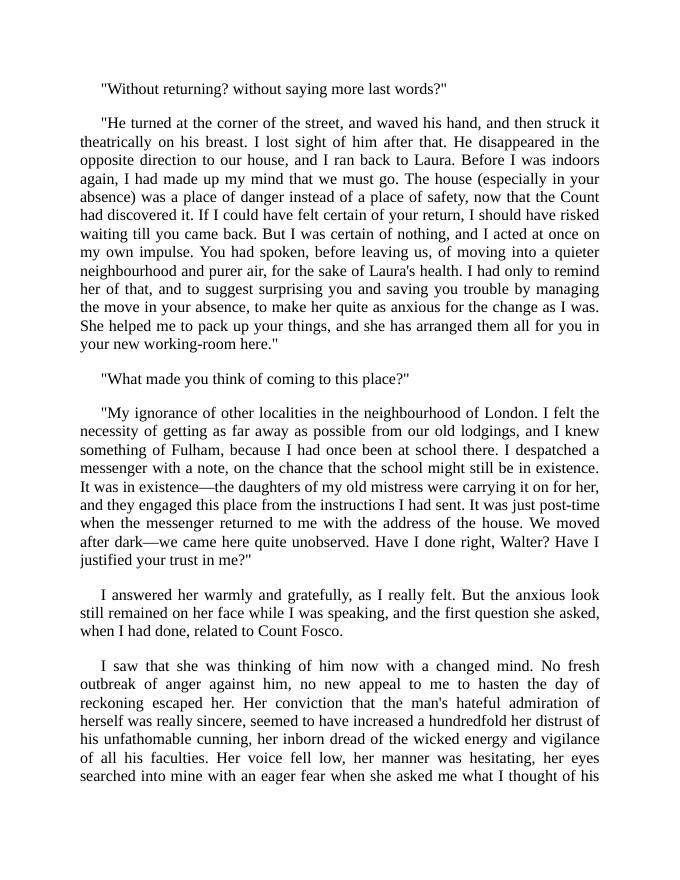 "Without returning? without saying more last words?"
"He turned at the corner of the street, and waved his hand, and then struck it
theatrically on his breast. I lost sight of him after that. He disappeared in the
opposite direction to our house, and I ran back to Laura. Before I was indoors
again, I had made up my mind that we must go. The house (especially in your
absence) was a place of danger instead of a place of safety, now that the Count
had discovered it. If I could have felt certain of your return, I should have risked
waiting till you came back. But I was certain of nothing, and I acted at once on
my own impulse. You had spoken, before leaving us, of moving into a quieter
neighbourhood and purer air, for the sake of Laura's health. I had only to remind
her of that, and to suggest surprising you and saving you trouble by managing
the move in your absence, to make her quite as anxious for the change as I was.
She helped me to pack up your things, and she has arranged them all for you in
your new working-room here."
"What made you think of coming to this place?"
"My ignorance of other localities in the neighbourhood of London. I felt the
necessity of getting as far away as possible from our old lodgings, and I knew
something of Fulham, because I had once been at school there. I despatched a
messenger with a note, on the chance that the school might still be in existence.
It was in existence—the daughters of my old mistress were carrying it on for her,
and they engaged this place from the instructions I had sent. It was just post-time
when the messenger returned to me with the address of the house. We moved
after dark—we came here quite unobserved. Have I done right, Walter? Have I
justified your trust in me?"
I answered her warmly and gratefully, as I really felt. But the anxious look
still remained on her face while I was speaking, and the first question she asked,
when I had done, related to Count Fosco.
I saw that she was thinking of him now with a changed mind. No fresh
outbreak of anger against him, no new appeal to me to hasten the day of
reckoning escaped her. Her conviction that the man's hateful admiration of
herself was really sincere, seemed to have increased a hundredfold her distrust of
his unfathomable cunning, her inborn dread of the wicked energy and vigilance
of all his faculties. Her voice fell low, her manner was hesitating, her eyes
searched into mine with an eager fear when she asked me what I thought of his